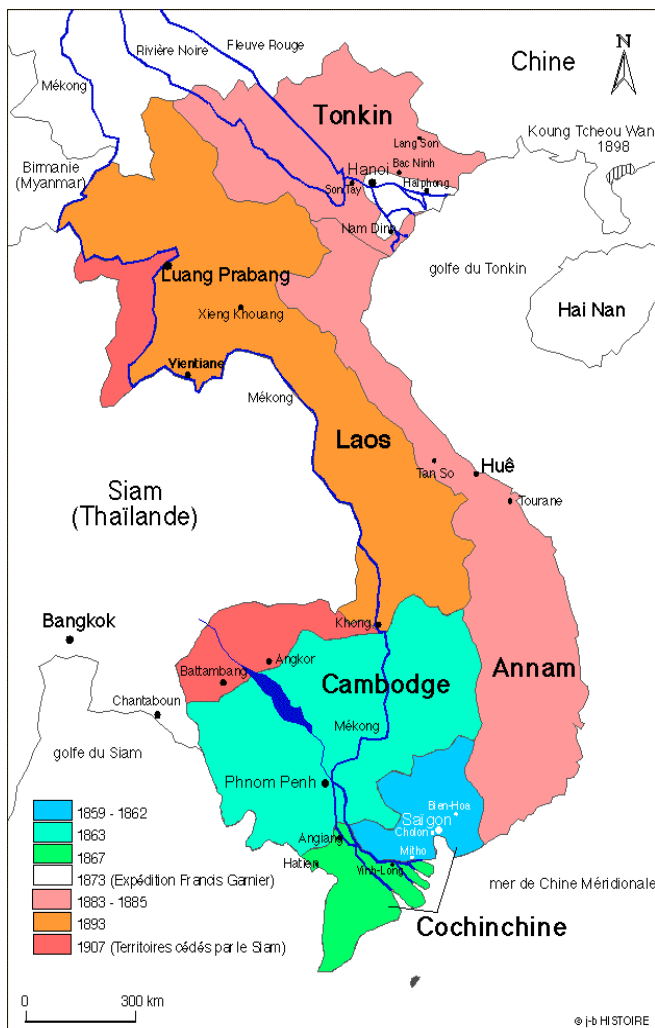 Fleuve Rouge
Rivière Noire
Chine
N
Mékong
Tonkin
Lang Son
Koung Tcheou Wan
1898
Bac Ninh
Birmanie
(Myanmar)
Hanoi
Son Tay
Haiphong
Nam Dinh
golfe du Tonkin
Luang Prabang
Hai Nan
Xieng Khouang
Vientiane
Mékong
Laos
Huê
Tan So
Siam
(Thaïlande)
Tourane
Khong
Bangkok
Angkor
Annam
Battambang
Cambodge
Chantaboun
Mékong
golfe du Siam
Phnom Penh
Bien-Hoa
Saïgon
Cholon
Angiang
Mitho
Hatien
Vinh-Long
mer de Chine Méridionale
Cochinchine
1859 - 1862
1863
1867
1873 (Expédition Francis Garnier)
1883 - 1885
1893
1907 (Territoires cédés par le Siam)
0 300 km
© j-b HISTOIRE